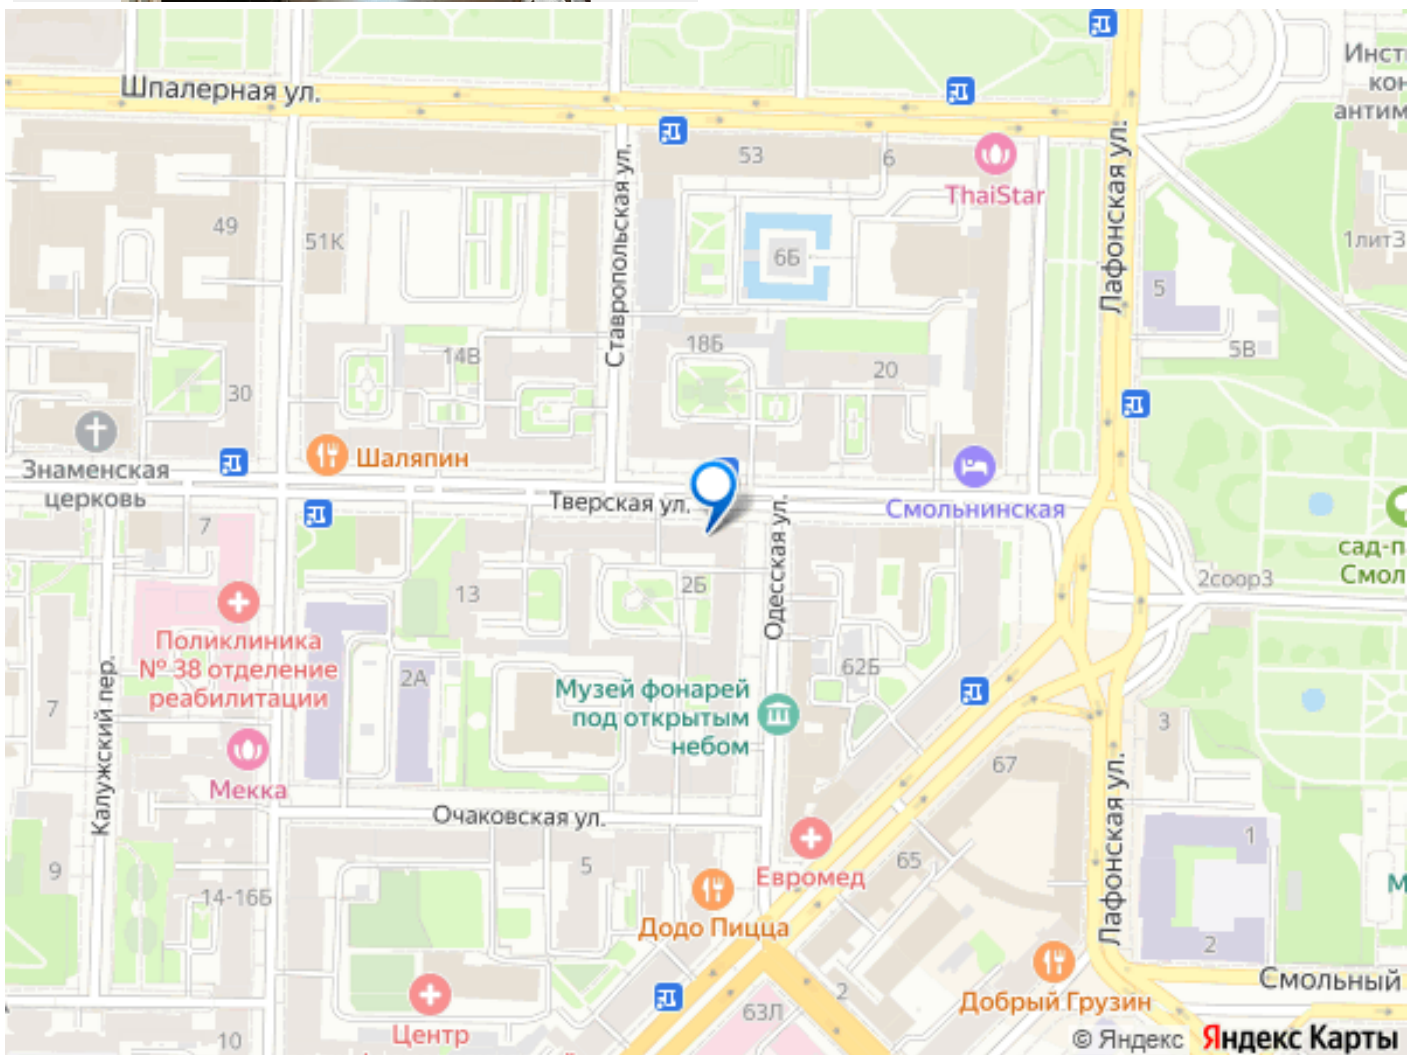 Инст
кон
антим
Шпалерная ул.
53
6
ThaiStar
Ставропольская ул.
Лафонская ул.
49
51К
6Б
1лит3
5
5В
14В
18Б
20
30
Знаменская
церковь
Шаляпин
Тверская ул.
Смольнинская
Одесская ул.
7
сад-п
Смол
2соор3
13
2Б
Поликлиника
№ 38 отделение
реабилитации
2А
62Б
Калужский пер.
7
Музей фонарей
под открытым
небом
3
67
Мекка
Лафонская ул.
Очаковская ул.
1
9
5
65
Евромед
М
14-16Б
Додо Пицца
2
Смольный
Добрый Грузин
2
63Л
10
Центр
© Яндекс Яндекс Карты